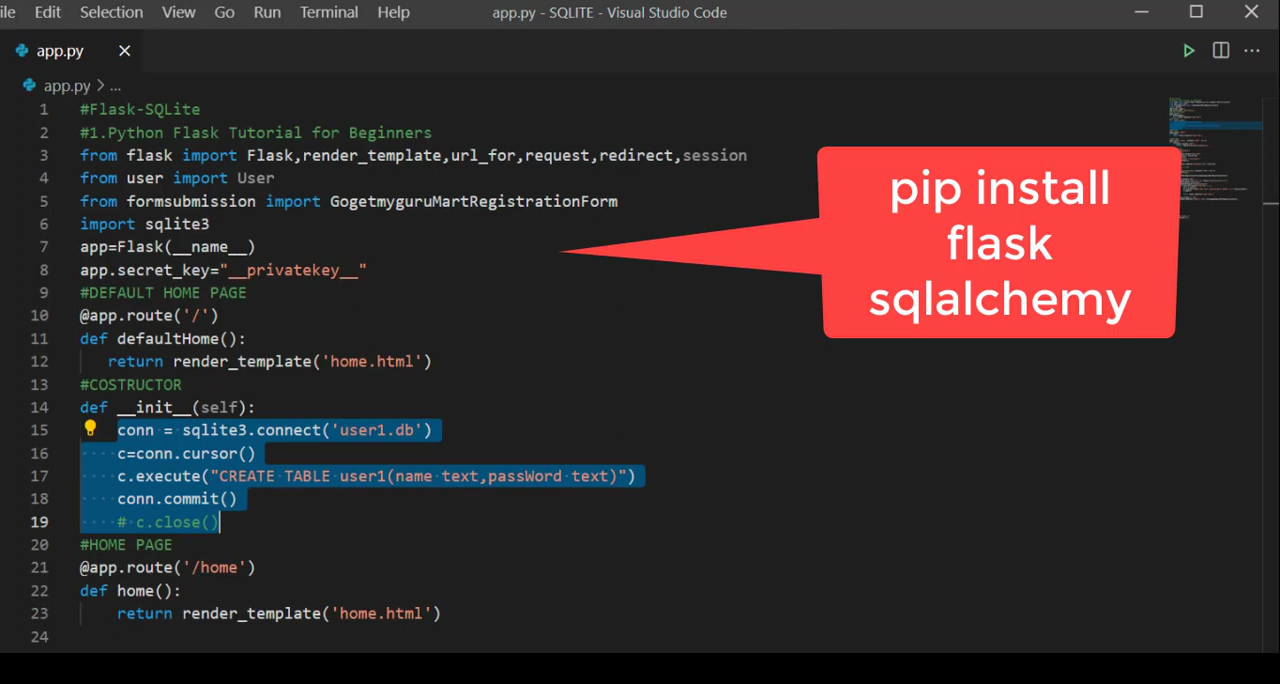 ile Edit Selection View Go Run Terminal Help app.py - SQLITE - Visual Studio Code
app.py
app.py > ...
1 #Flask-SQLite
2 #1.Python Flask Tutorial for Beginners
3 from flask import Flask,render_template,url_for,request,redirect,session
4 from user import User
5 from formsubmission import GogetmyguruMartRegistrationForm
6 import sqlite3
7 app=Flask(__name__)
8 app.secret_key="__privatekey__"
9 #DEFAULT HOME PAGE
10 @app.route('/')
11 def defaultHome():
12 return render_template('home.html')
13 #COSTRUCTOR
14 def __init__(self):
15 conn = sqlite3.connect('user1.db')
16 c=conn.cursor()
17 c.execute("CREATE TABLE user1(name text,passWord text)")
18 conn.commit()
19 # c.close()
20 #HOME PAGE
21 @app.route('/home')
22 def home():
23 return render_template('home.html')
24
pip install
flask
sqlalchemy